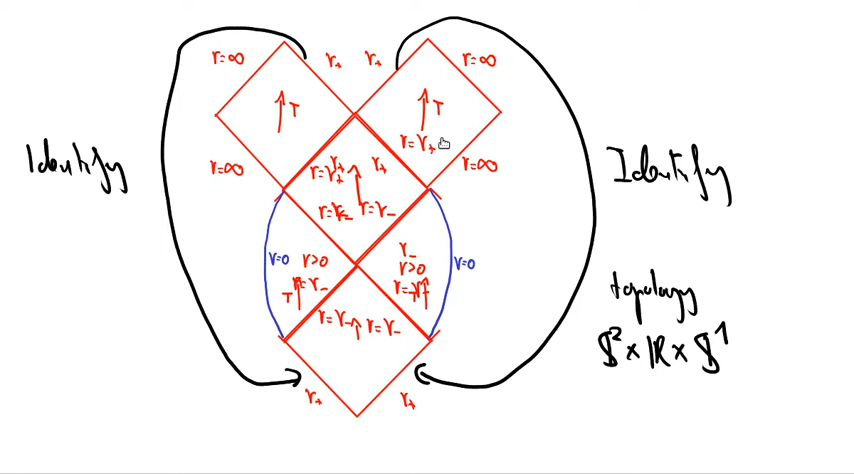 r=∞
r₊
r₊
r=∞
T
T
r=r₊
r=∞
r₊
r=r₊
r₊
r=∞
Identify
Identify
r=r₋
r=r₋
r=0
r>0
r=r₋
T
r₋
r>0
r=0
r=r₋
r=r₋
topology
S² × ℝ × S¹
r₊
r₊